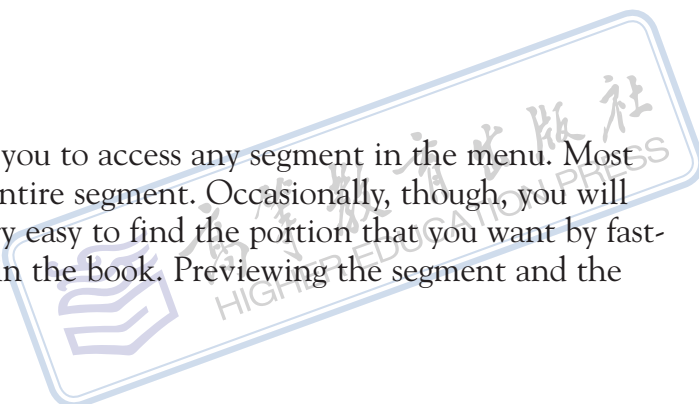 you to access any segment in the menu. Most
ntire segment. Occasionally, though, you will
y easy to find the portion that you want by fast-
in the book. Previewing the segment and the
高等教育出版社
HIGHER EDUCATION PRESS